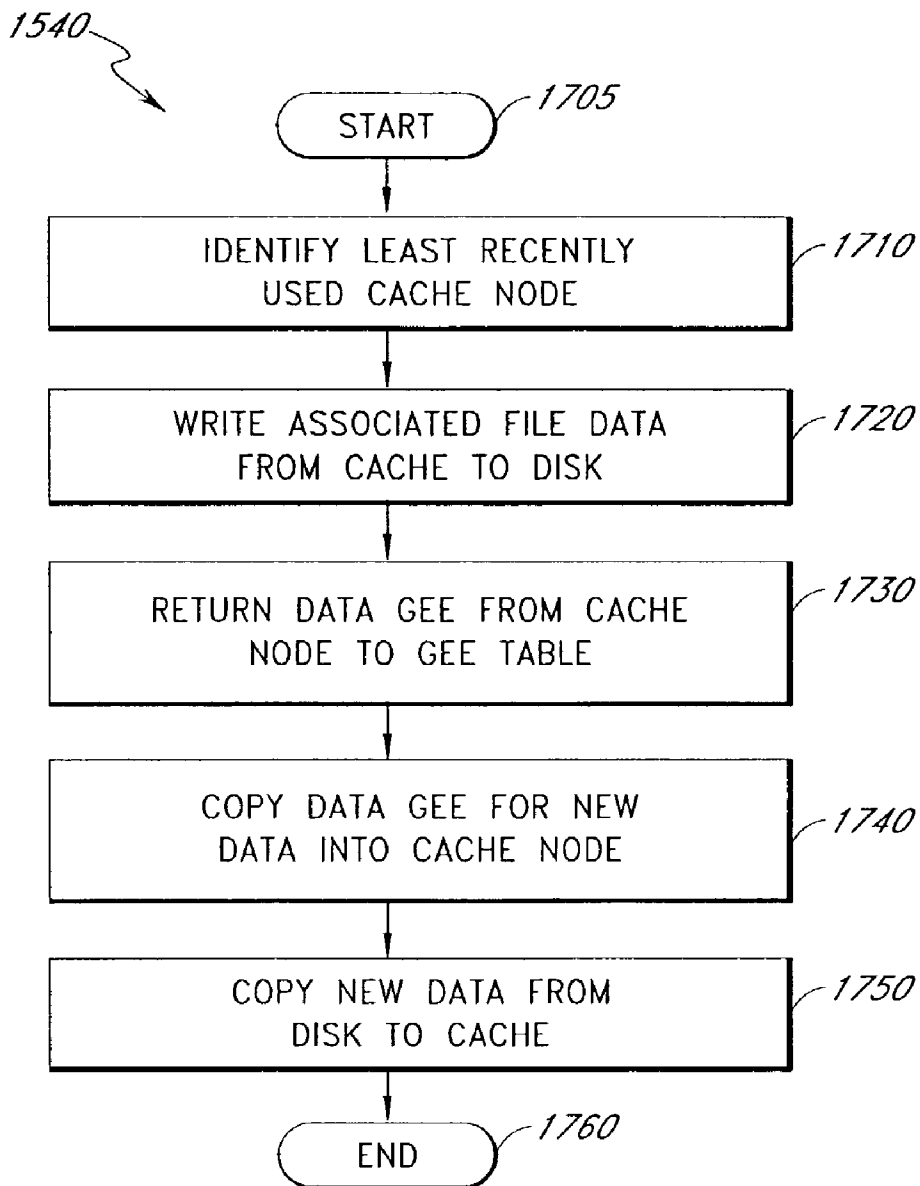 1540
START
1705
IDENTIFY LEAST RECENTLY
USED CACHE NODE
1710
WRITE ASSOCIATED FILE DATA
FROM CACHE TO DISK
1720
RETURN DATA GEE FROM CACHE
NODE TO GEE TABLE
1730
COPY DATA GEE FOR NEW
DATA INTO CACHE NODE
1740
COPY NEW DATA FROM
DISK TO CACHE
1750
END
1760